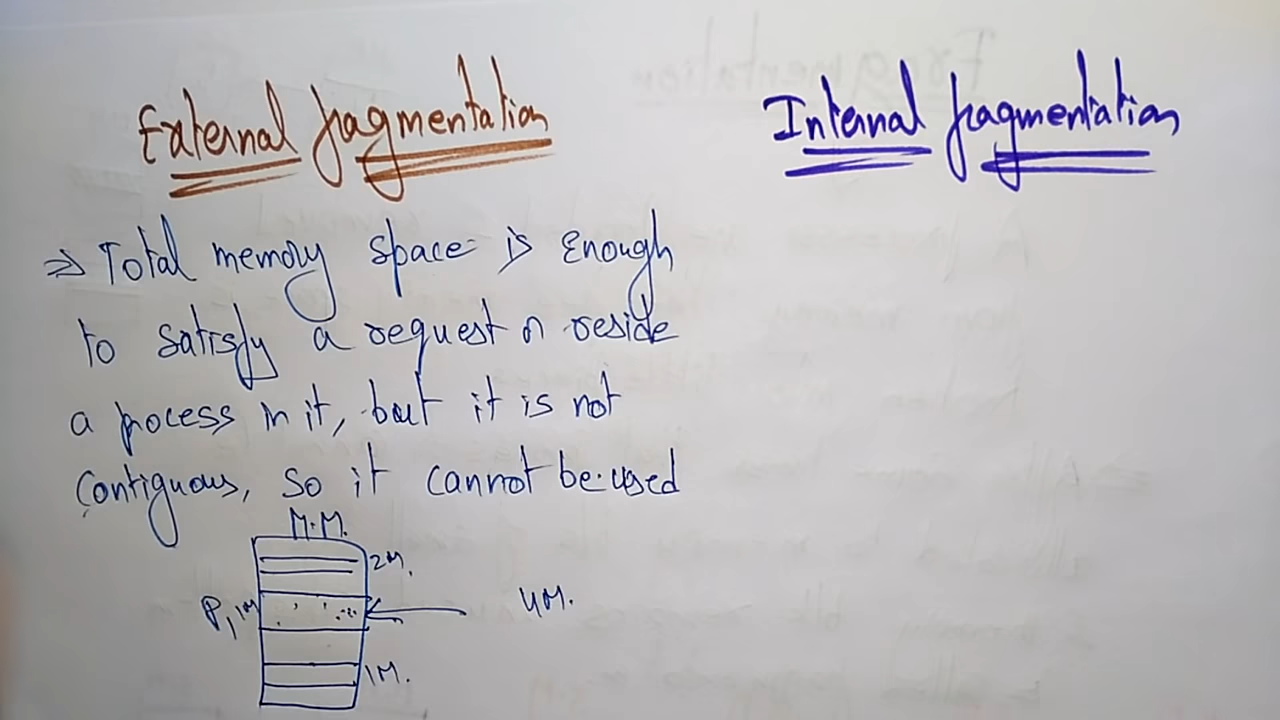 External fragmentation
Internal fragmentation
⇒ Total memory space is enough
to satisfy a request or reside
a process in it, but it is not
contiguous, so it cannot be used
M.M.
2M.
P1 1M
4M.
1M.